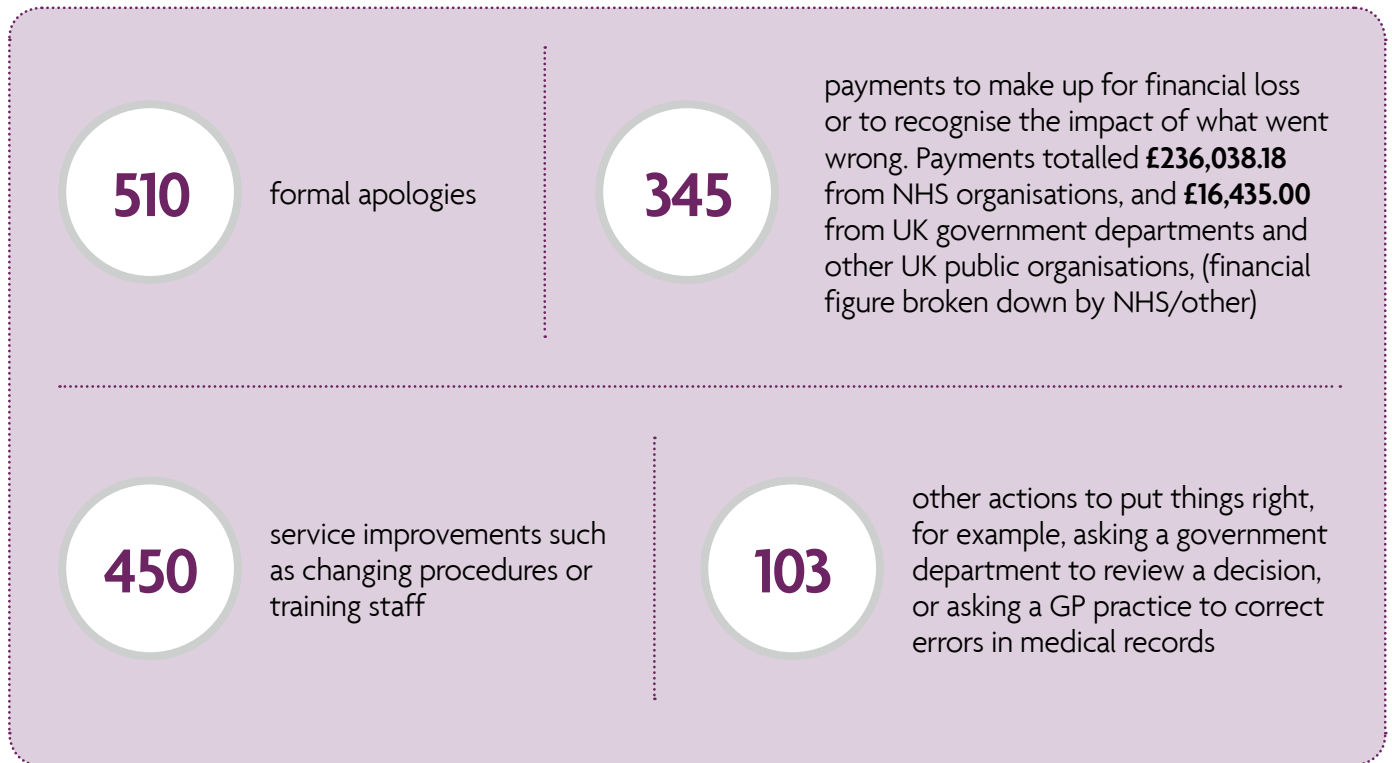 510
formal apologies
345
payments to make up for financial loss
or to recognise the impact of what went
wrong. Payments totalled £236,038.18
from NHS organisations, and £16,435.00
from UK government departments and
other UK public organisations, (financial
figure broken down by NHS/other)
450
service improvements such
as changing procedures or
training staff
103
other actions to put things right,
for example, asking a government
department to review a decision,
or asking a GP practice to correct
errors in medical records